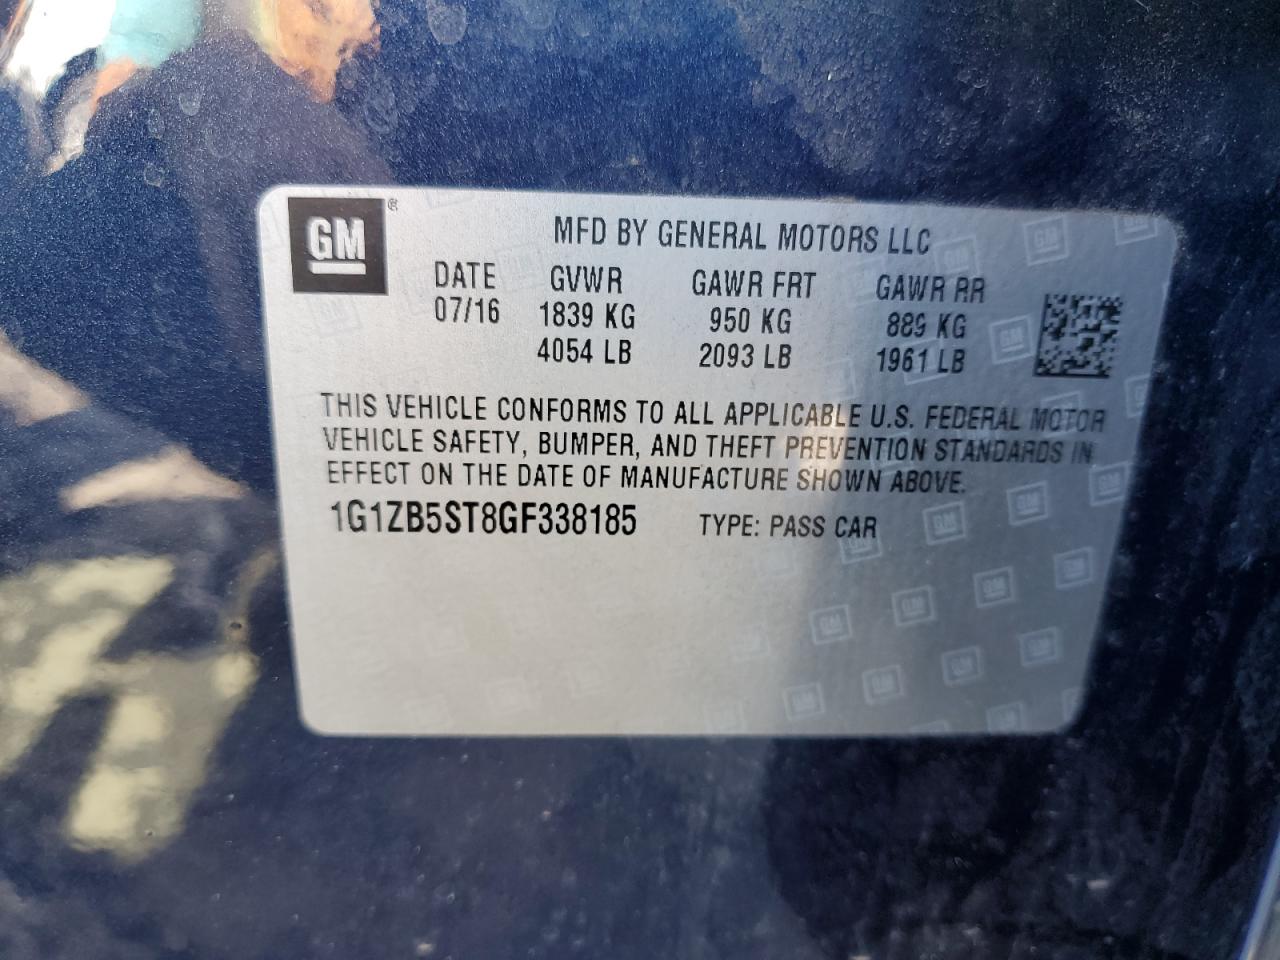 GM ®
MFD BY GENERAL MOTORS LLC
DATE GVWR GAWR FRT GAWR RR
07/16 1839 KG 950 KG 889 KG
4054 LB 2093 LB 1961 LB
THIS VEHICLE CONFORMS TO ALL APPLICABLE U.S. FEDERAL MOTOR
VEHICLE SAFETY, BUMPER, AND THEFT PREVENTION STANDARDS IN
EFFECT ON THE DATE OF MANUFACTURE SHOWN ABOVE.
1G1ZB5ST8GF338185 TYPE: PASS CAR